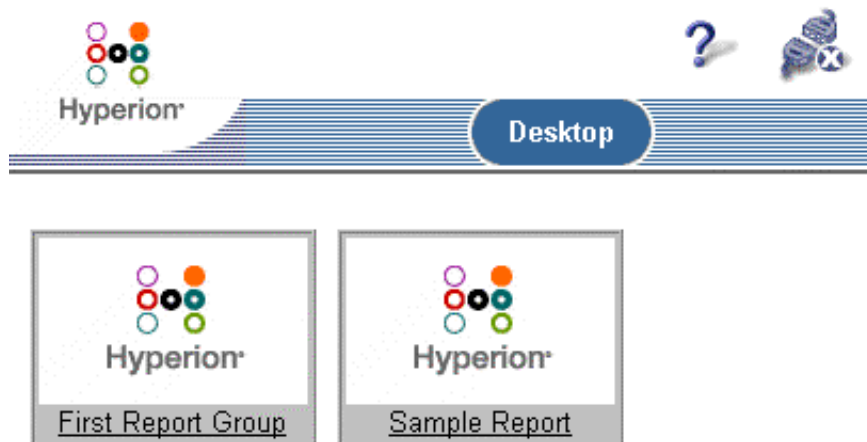 Hyperion
Desktop
Hyperion
Hyperion
First Report Group
Sample Report